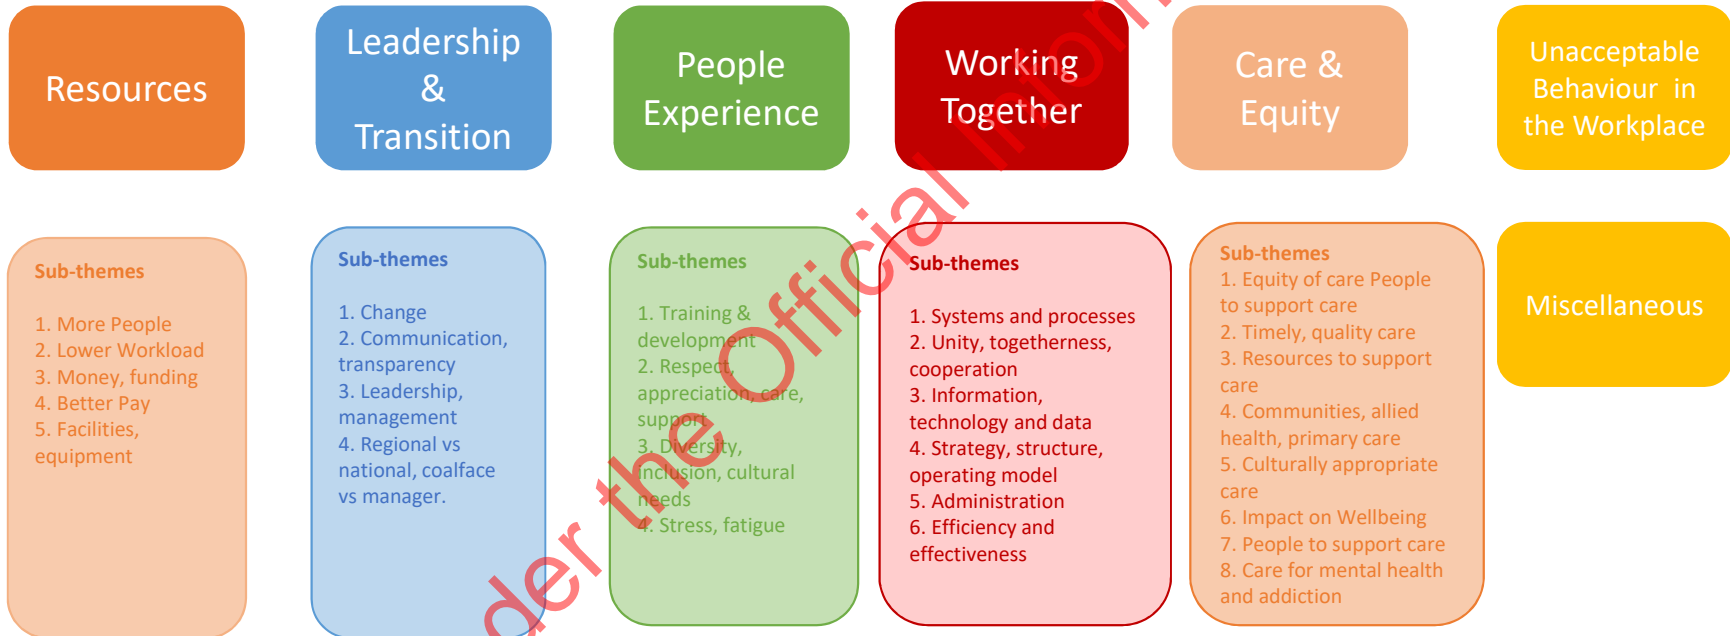 Resources
Leadership
&
Transition
People
Experience
Working
Together
Care &
Equity
Unacceptable
Behaviour in
the Workplace
Sub-themes
1. More People
2. Lower Workload
3. Money, funding
4. Better Pay
5. Facilities,
equipment
Sub-themes
1. Change
2. Communication,
transparency
3. Leadership,
management
4. Regional vs
national, coalface
vs manager.
Sub-themes
1. Training &
development
2. Respect,
appreciation, care,
support
3. Diversity,
inclusion, cultural
needs
4. Stress, fatigue
Sub-themes
1. Systems and processes
2. Unity, togetherness,
cooperation
3. Information,
technology and data
4. Strategy, structure,
operating model
5. Administration
6. Efficiency and
effectiveness
Sub-themes
1. Equity of care People
to support care
2. Timely, quality care
3. Resources to support
care
4. Communities, allied
health, primary care
5. Culturally appropriate
care
6. Impact on Wellbeing
7. People to support care
8. Care for mental health
and addiction
Miscellaneous
der the Official Inform